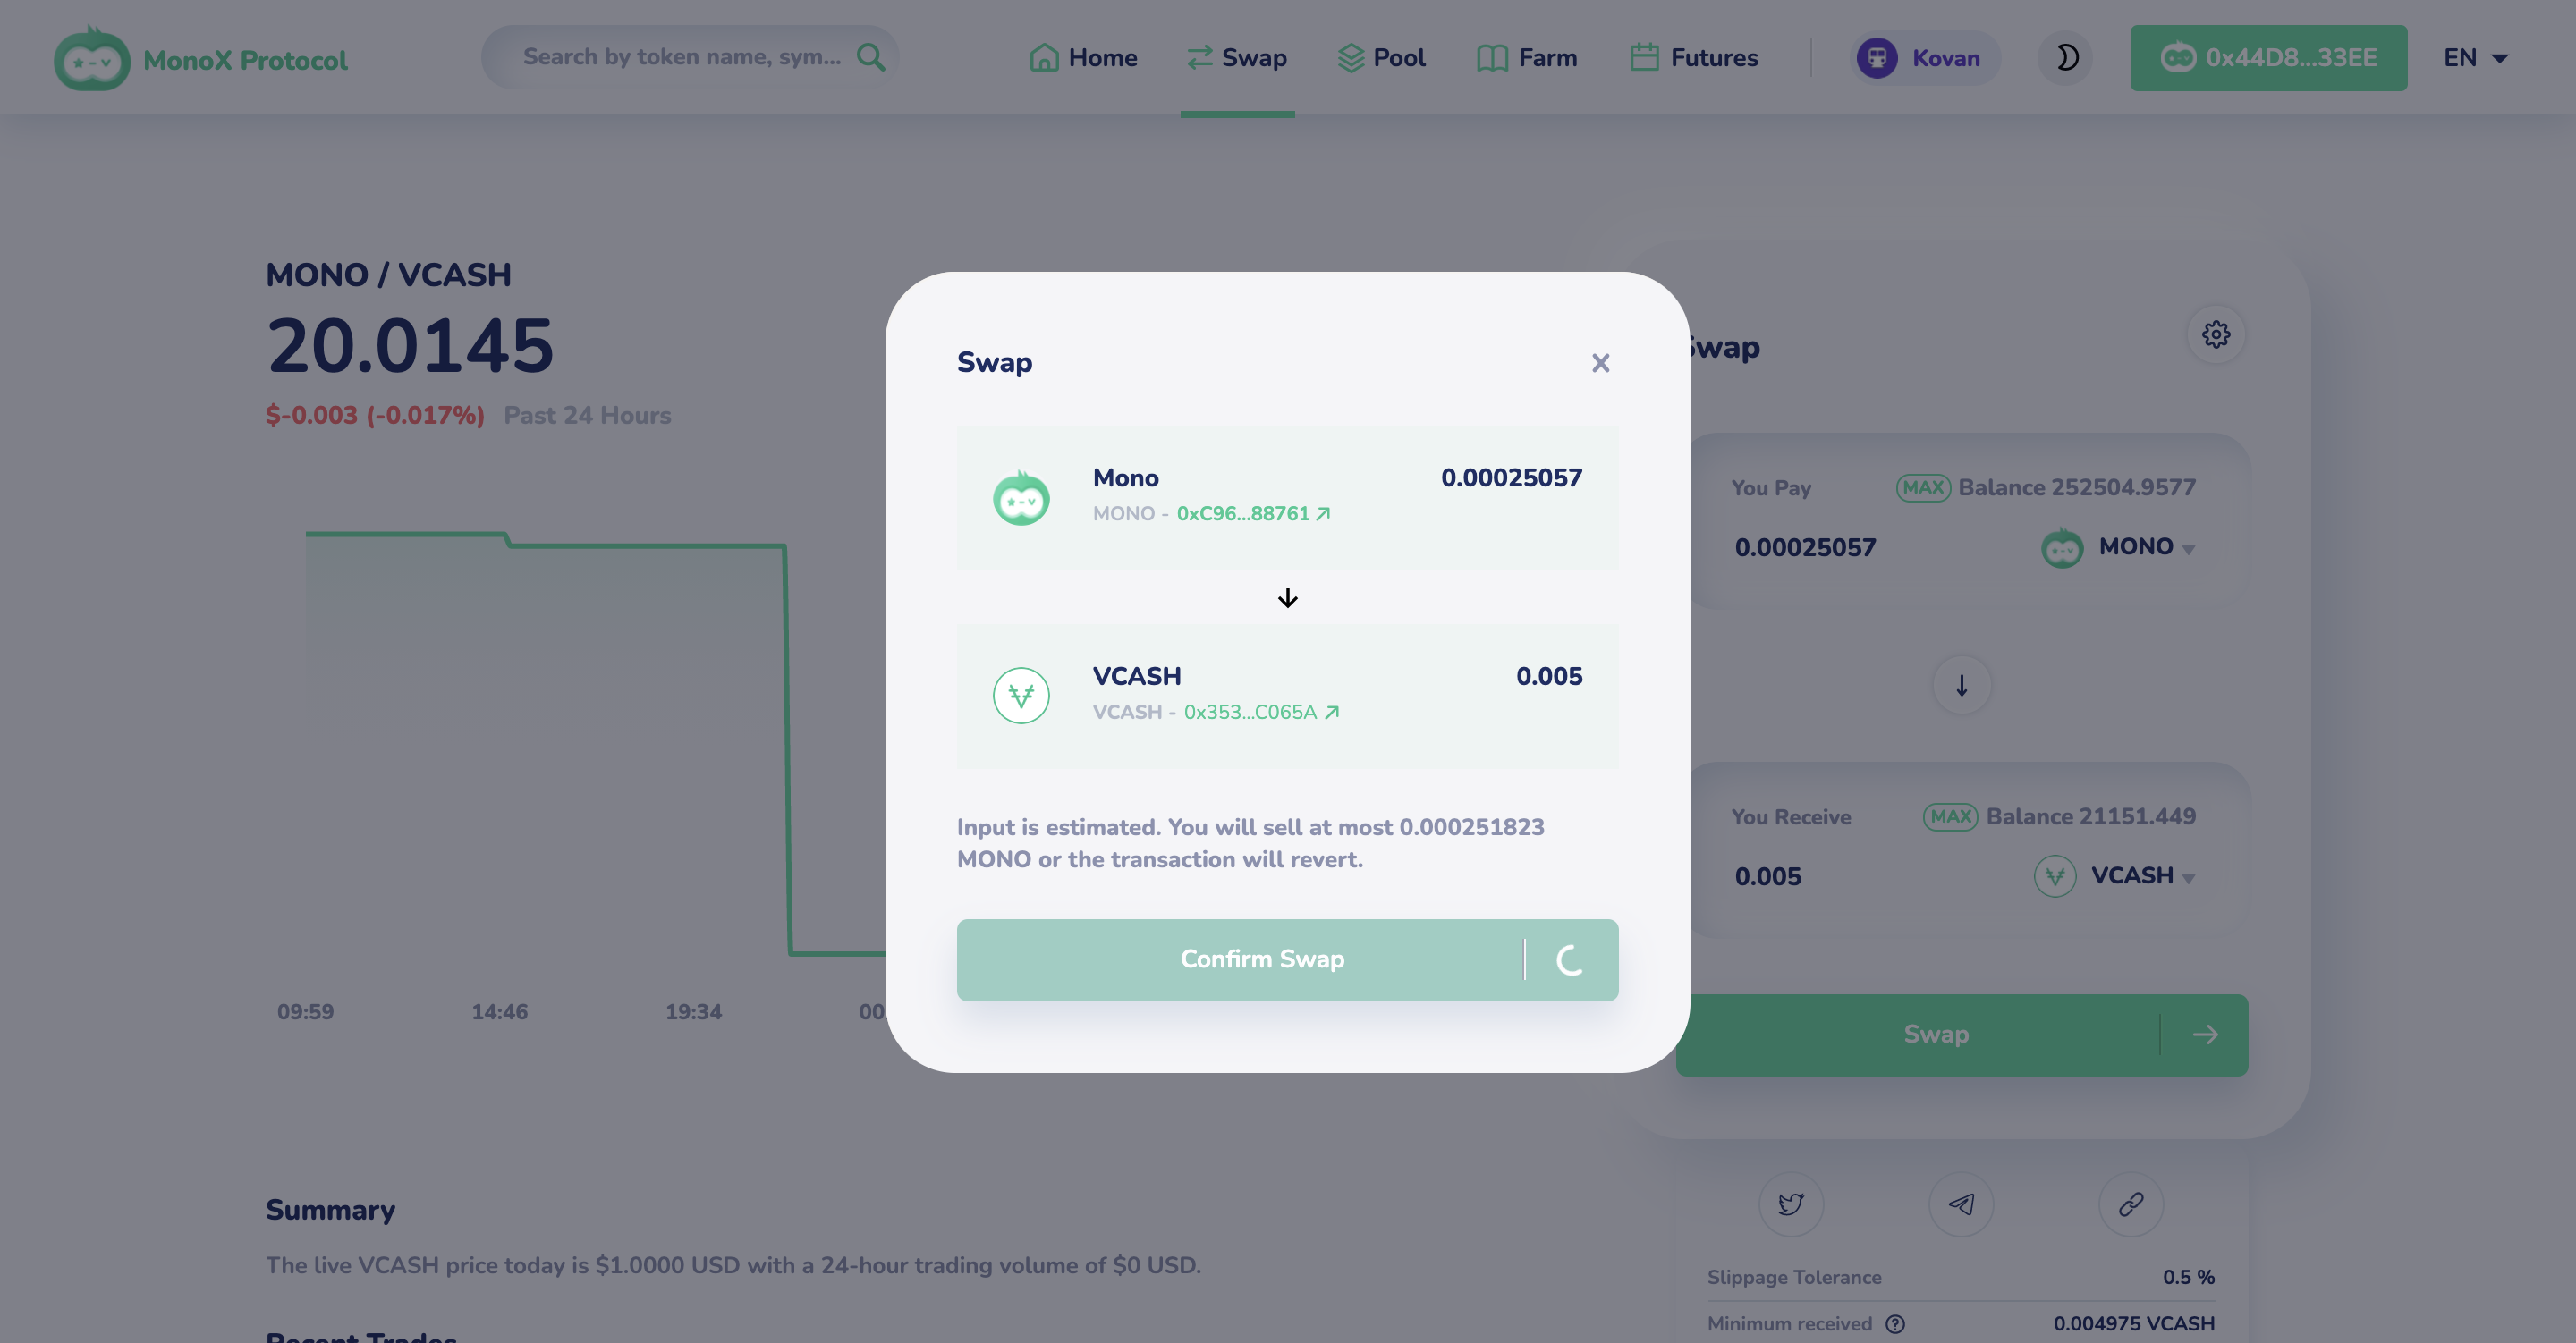 MonoX Protocol
Search by token name, sym...
Home
Swap
Pool
Farm
Futures
Kovan
0x44D8...33EE
EN
MONO / VCASH
20.0145
$-0.003 (-0.017%) Past 24 Hours
09:59
14:46
19:34
00
Swap
X
Mono
0.00025057
MONO - 0xC96...88761
VCASH
0.005
VCASH - 0x353...C065A
Input is estimated. You will sell at most 0.000251823
MONO or the transaction will revert.
Confirm Swap
Swap
You Pay
MAX Balance 252504.9577
0.00025057
MONO
You Receive
MAX Balance 21151.449
0.005
VCASH
Swap
Slippage Tolerance
0.5 %
Minimum received ?
0.004975 VCASH
Summary
The live VCASH price today is $1.0000 USD with a 24-hour trading volume of $0 USD.
Recent Trades